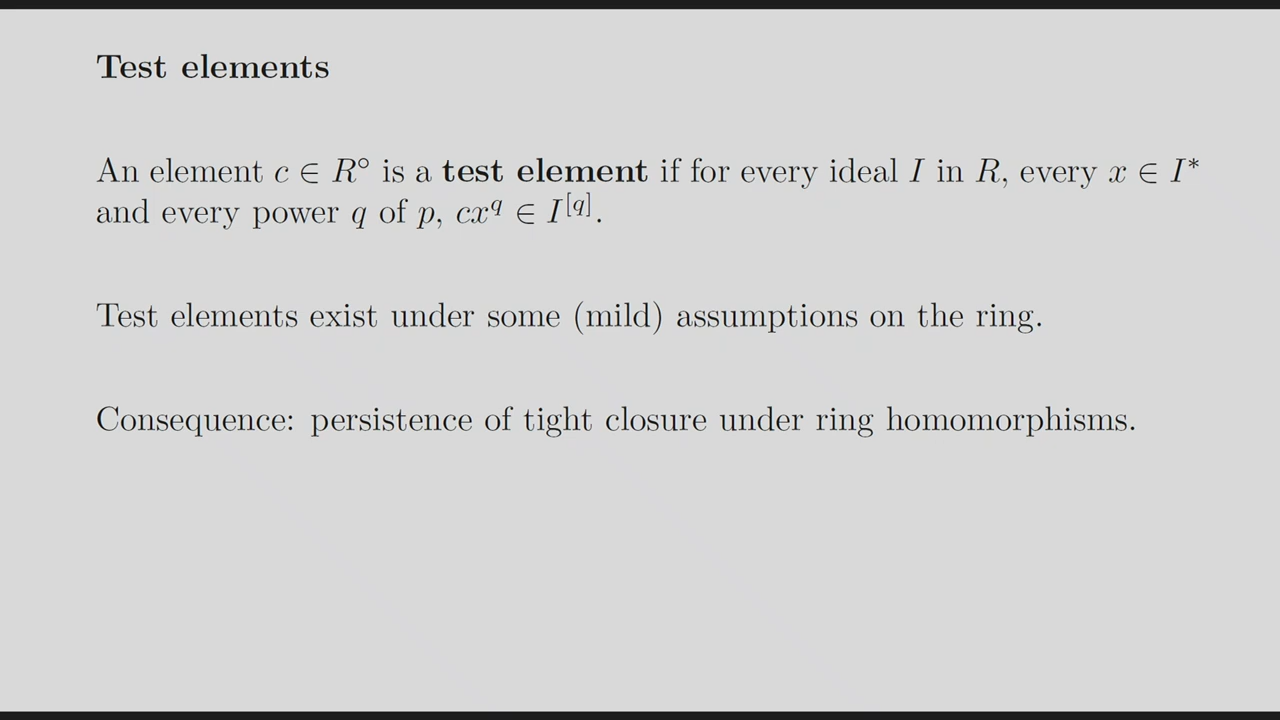 Test elements
An element c ∈ R° is a test element if for every ideal I in R, every x ∈ I*
and every power q of p, cx^q ∈ I^[q].
Test elements exist under some (mild) assumptions on the ring.
Consequence: persistence of tight closure under ring homomorphisms.